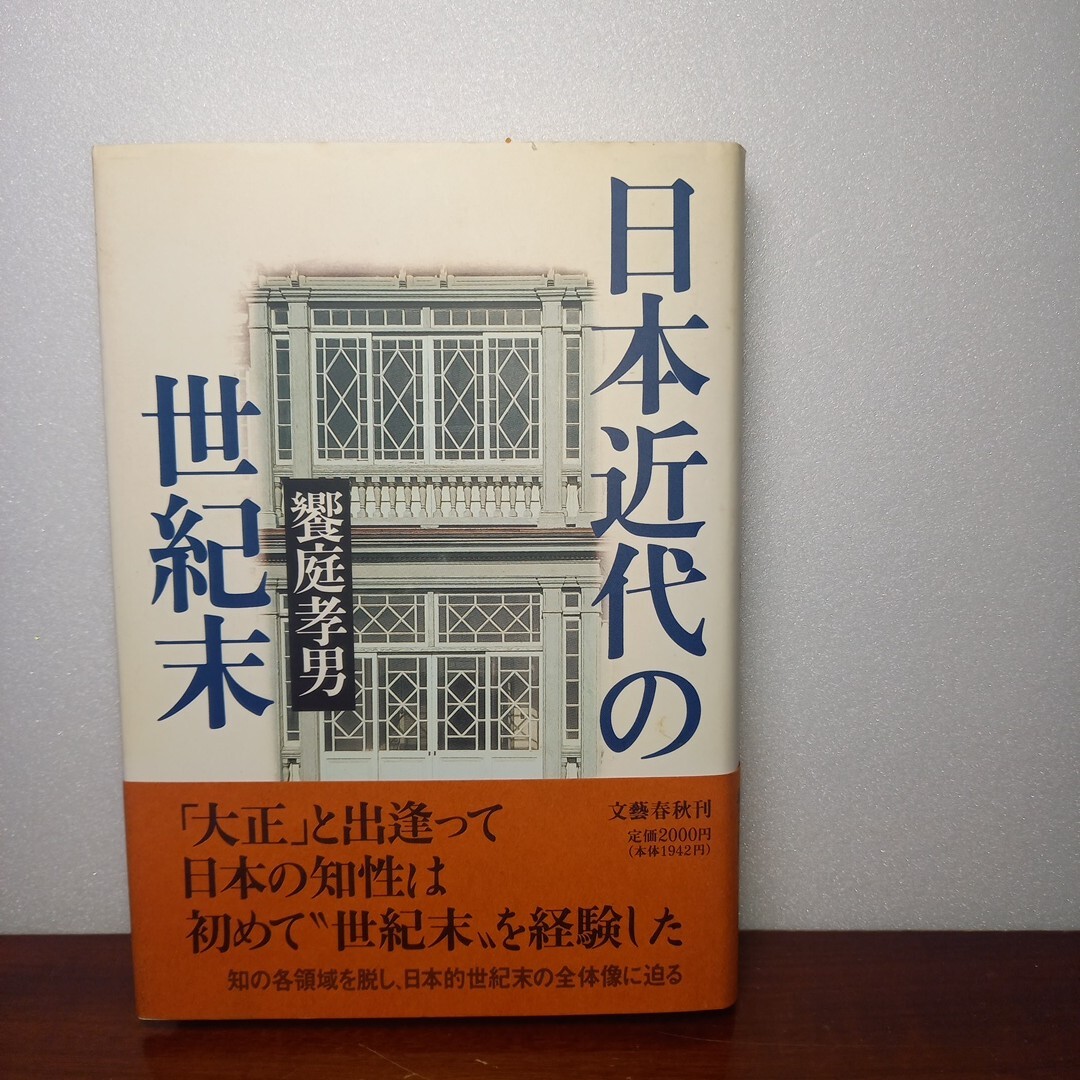 日本近代の
世紀末
饗庭孝男
「大正」と出逢って
日本の知性は
初めて〝世紀末〟を経験した
知の各領域を脱し、日本的世紀末の全体像に迫る
文藝春秋刊
定価2000円
(本体1942円)